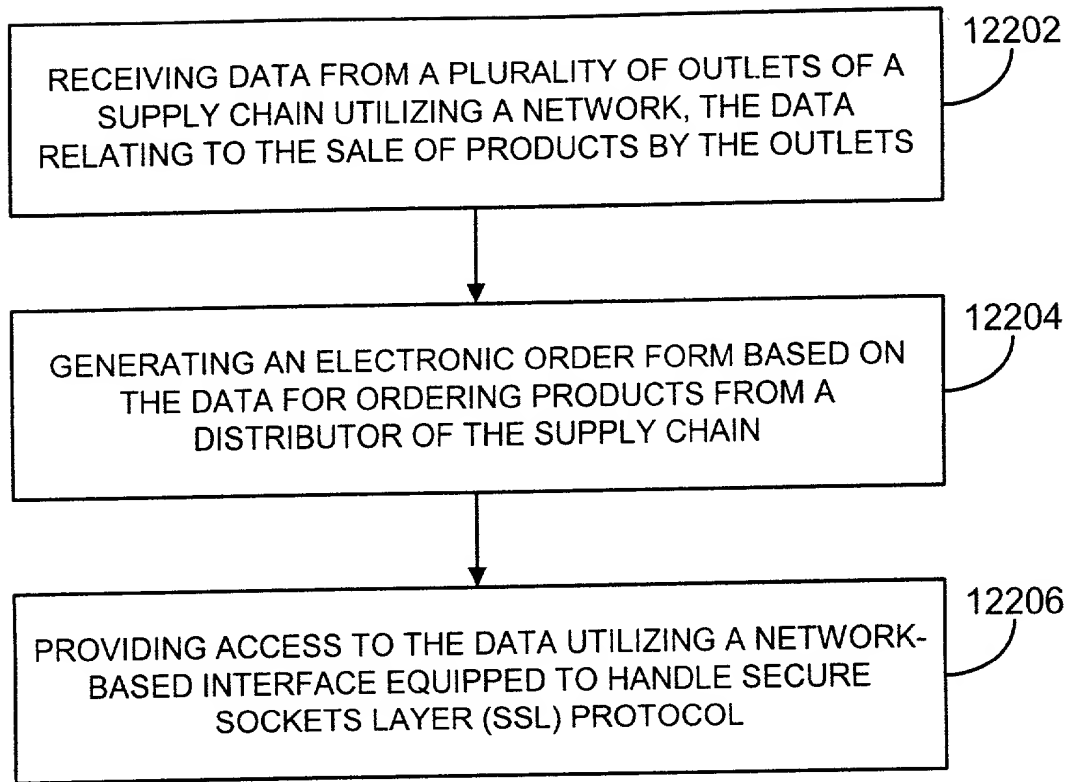 12202
RECEIVING DATA FROM A PLURALITY OF OUTLETS OF A
SUPPLY CHAIN UTILIZING A NETWORK, THE DATA
RELATING TO THE SALE OF PRODUCTS BY THE OUTLETS
12204
GENERATING AN ELECTRONIC ORDER FORM BASED ON
THE DATA FOR ORDERING PRODUCTS FROM A
DISTRIBUTOR OF THE SUPPLY CHAIN
12206
PROVIDING ACCESS TO THE DATA UTILIZING A NETWORK-
BASED INTERFACE EQUIPPED TO HANDLE SECURE
SOCKETS LAYER (SSL) PROTOCOL